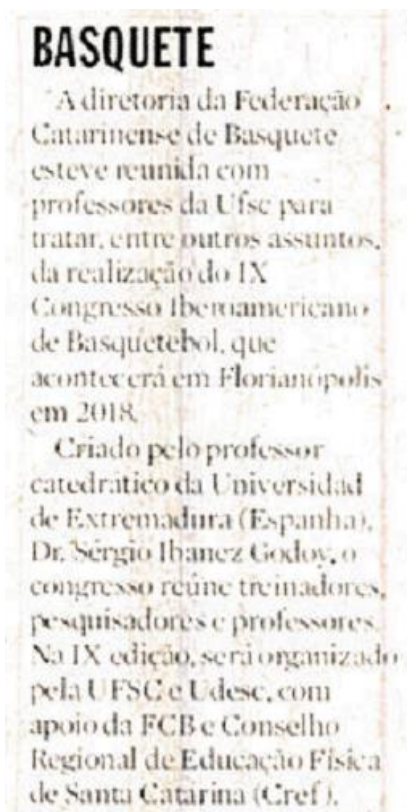 BASQUETE
A diretoria da Federação
Catarinense de Basquete
esteve reunida com
professores da Ufsc para
tratar, entre outros assuntos,
da realização do IX
Congresso Iberoamericano
de Basquetebol, que
acontecerá em Florianópolis
em 2018.
Criado pelo professor
catedrático da Universidad
de Extremadura (Espanha),
Dr. Sérgio Ibanez Godoy, o
congresso reúne treinadores,
pesquisadores e professores.
Na IX edição, será organizado
pela UFSC e Udesc, com
apoio da FCB e Conselho
Regional de Educação Física
de Santa Catarina (Cref).